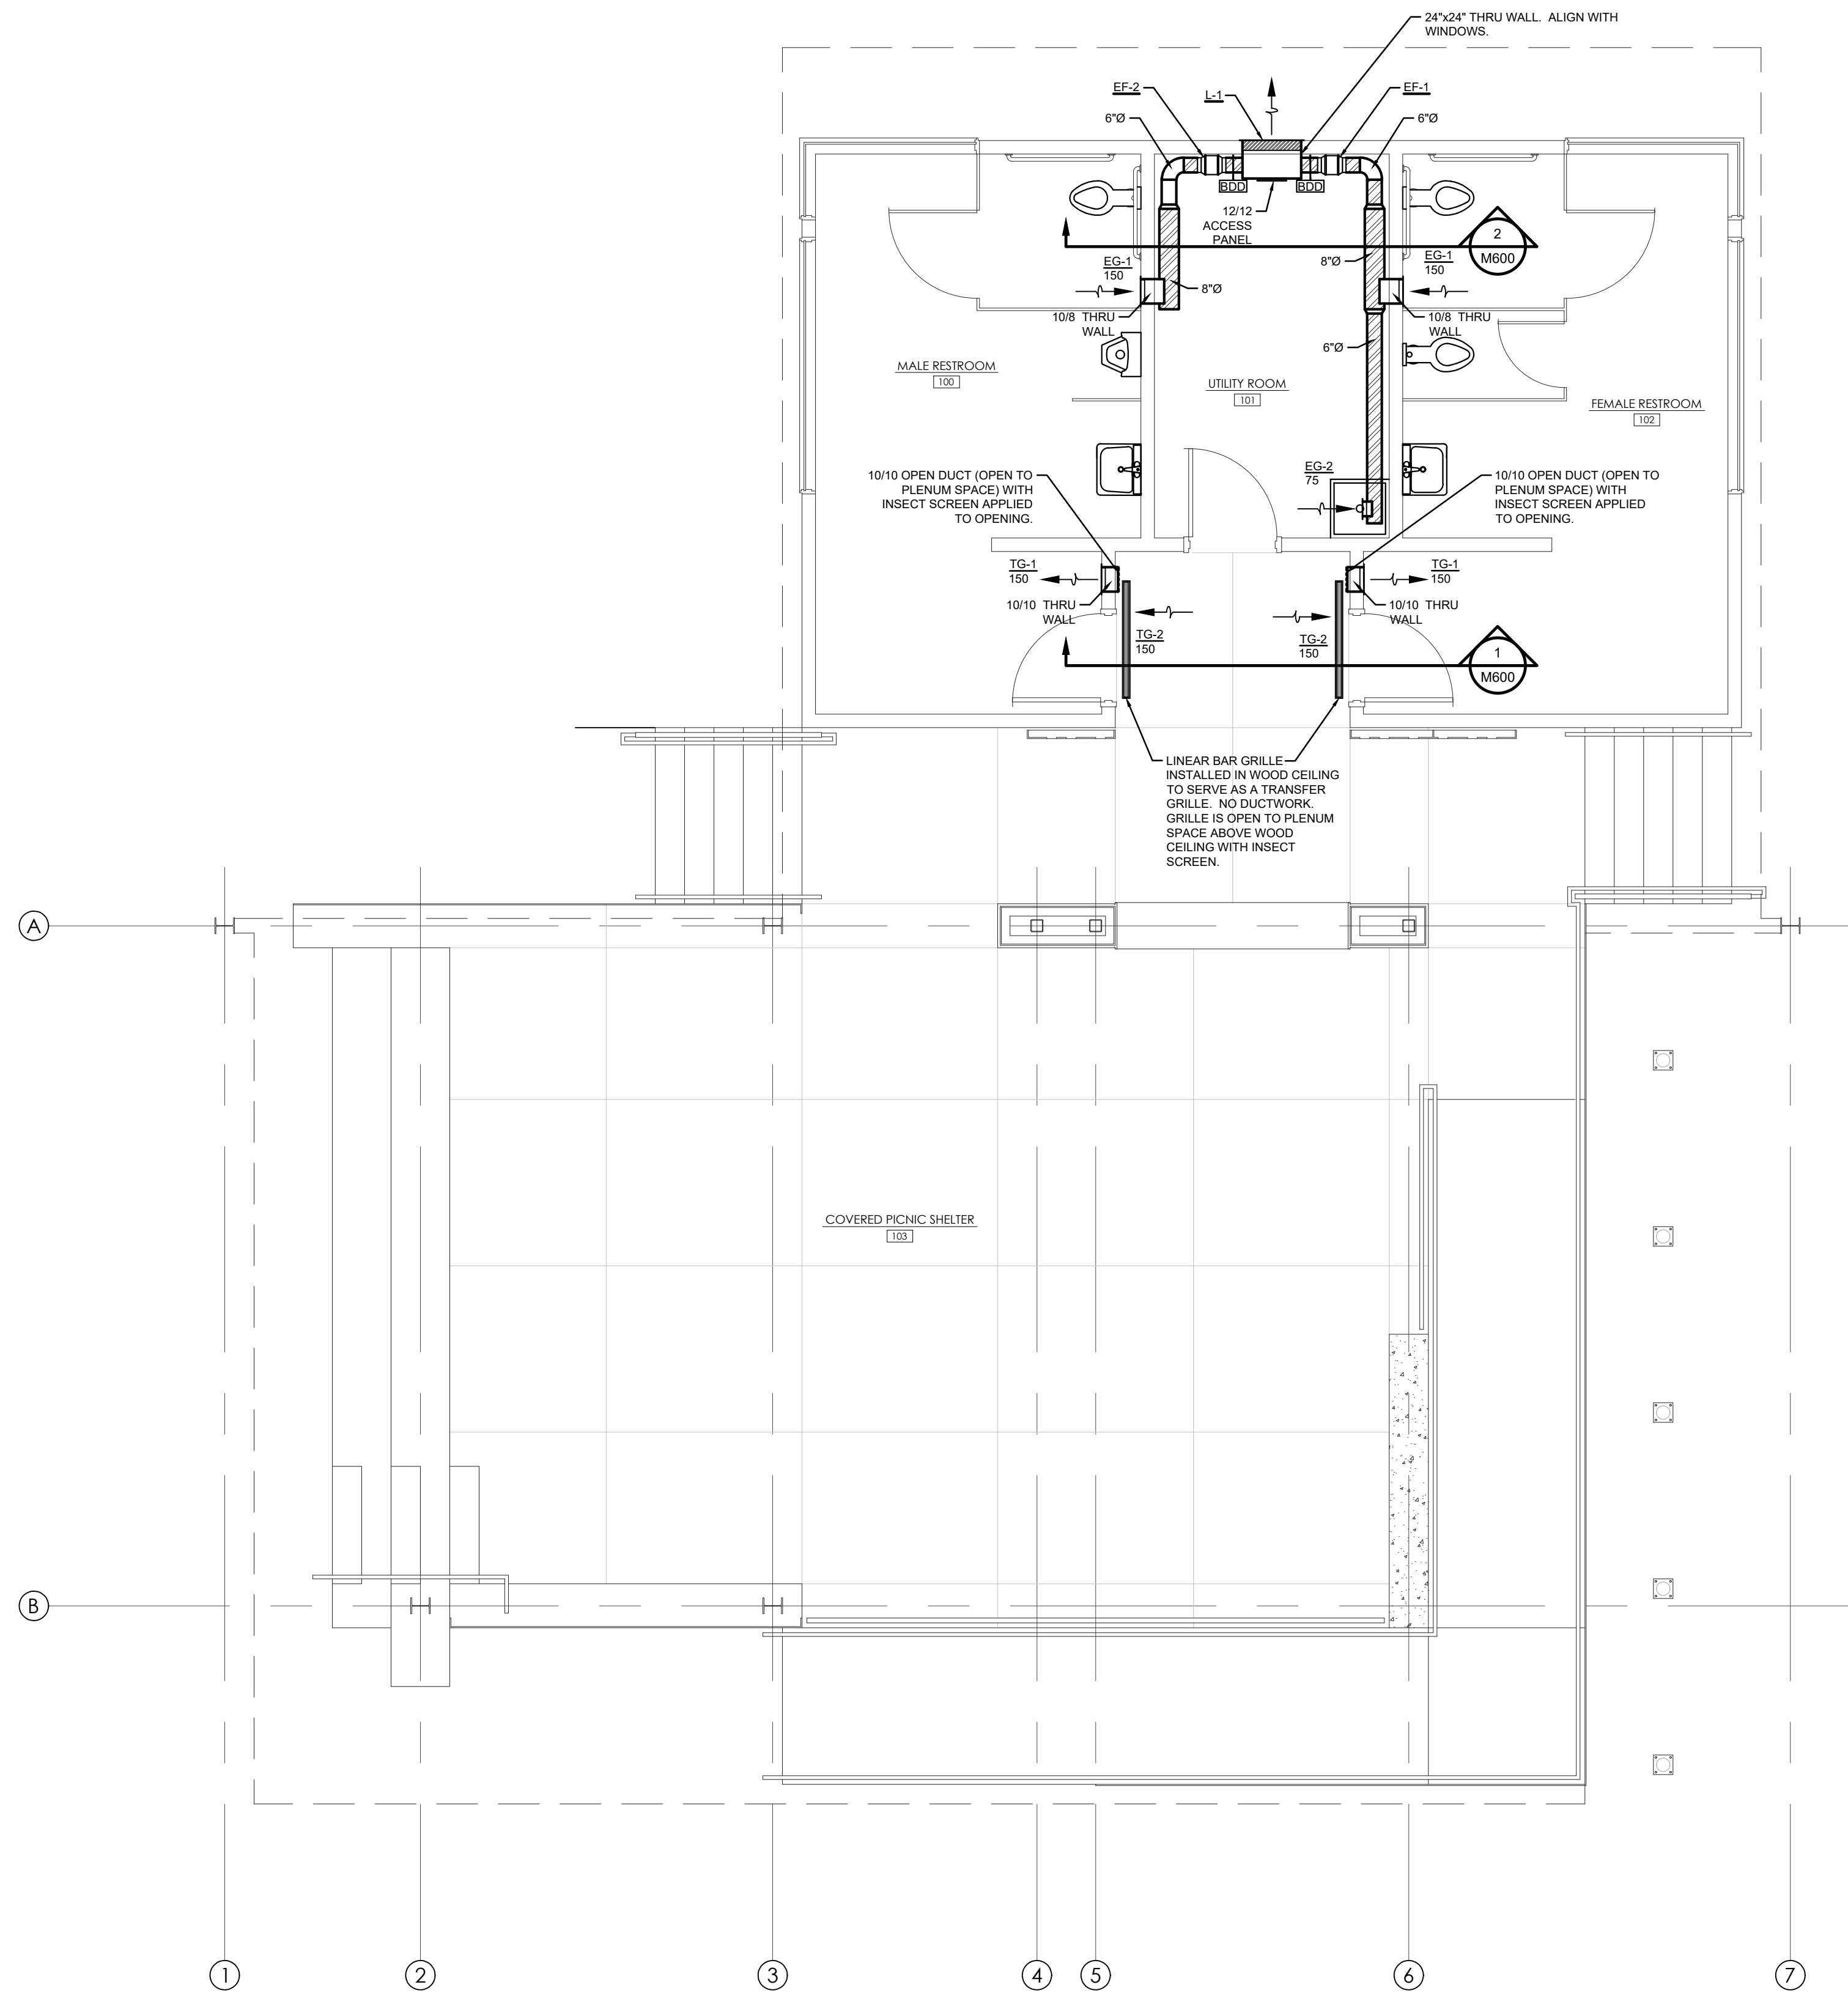 24"x24" THRU WALL. ALIGN WITH
WINDOWS.
EF-2
L-1
EF-1
6"Ø
6"Ø
BDD
BDD
12/12
ACCESS
PANEL
2
M600
EG-1
150
8"Ø
EG-1
150
8"Ø
10/8 THRU
WALL
10/8 THRU
WALL
6"Ø
MALE RESTROOM
100
UTILITY ROOM
101
FEMALE RESTROOM
102
10/10 OPEN DUCT (OPEN TO
PLENUM SPACE) WITH
INSECT SCREEN APPLIED
TO OPENING.
EG-2
75
10/10 OPEN DUCT (OPEN TO
PLENUM SPACE) WITH
INSECT SCREEN APPLIED
TO OPENING.
TG-1
150
TG-1
150
10/10 THRU
WALL
10/10 THRU
WALL
TG-2
150
TG-2
150
1
M600
LINEAR BAR GRILLE
INSTALLED IN WOOD CEILING
TO SERVE AS A TRANSFER
GRILLE. NO DUCTWORK.
GRILLE IS OPEN TO PLENUM
SPACE ABOVE WOOD
CEILING WITH INSECT
SCREEN.
A
COVERED PICNIC SHELTER
103
B
1
2
3
4
5
6
7